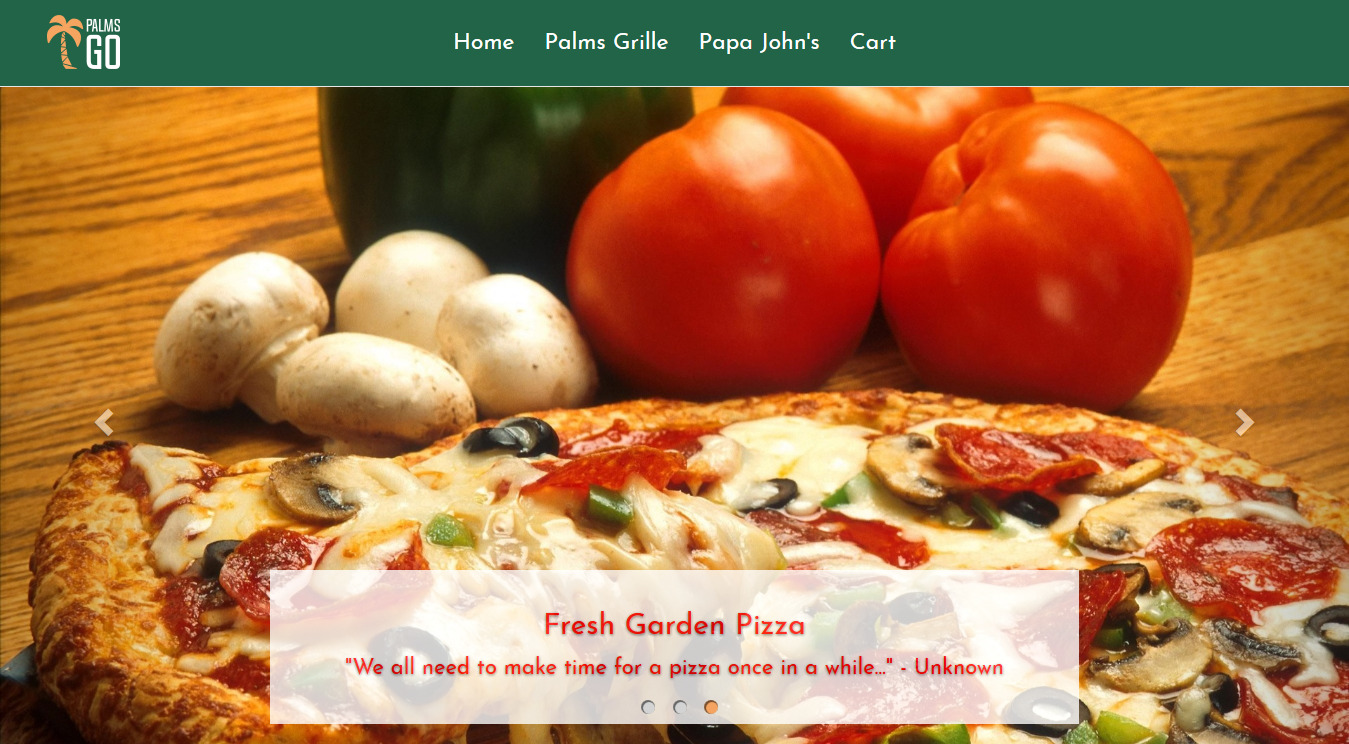 PALMS
GO
Home Palms Grille Papa John's Cart
Fresh Garden Pizza
"We all need to make time for a pizza once in a while..." - Unknown